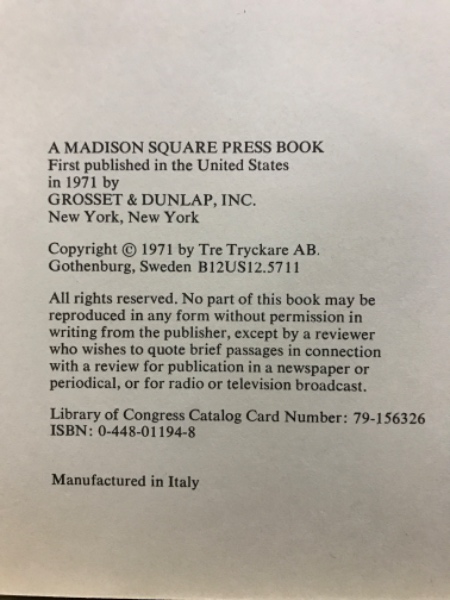 A MADISON SQUARE PRESS BOOK
First published in the United States
in 1971 by
GROSSET & DUNLAP, INC.
New York, New York
Copyright © 1971 by Tre Tryckare AB.
Gothenburg, Sweden B12US12.5711
All rights reserved. No part of this book may be
reproduced in any form without permission in
writing from the publisher, except by a reviewer
who wishes to quote brief passages in connection
with a review for publication in a newspaper or
periodical, or for radio or television broadcast.
Library of Congress Catalog Card Number: 79-156326
ISBN: 0-448-01194-8
Manufactured in Italy